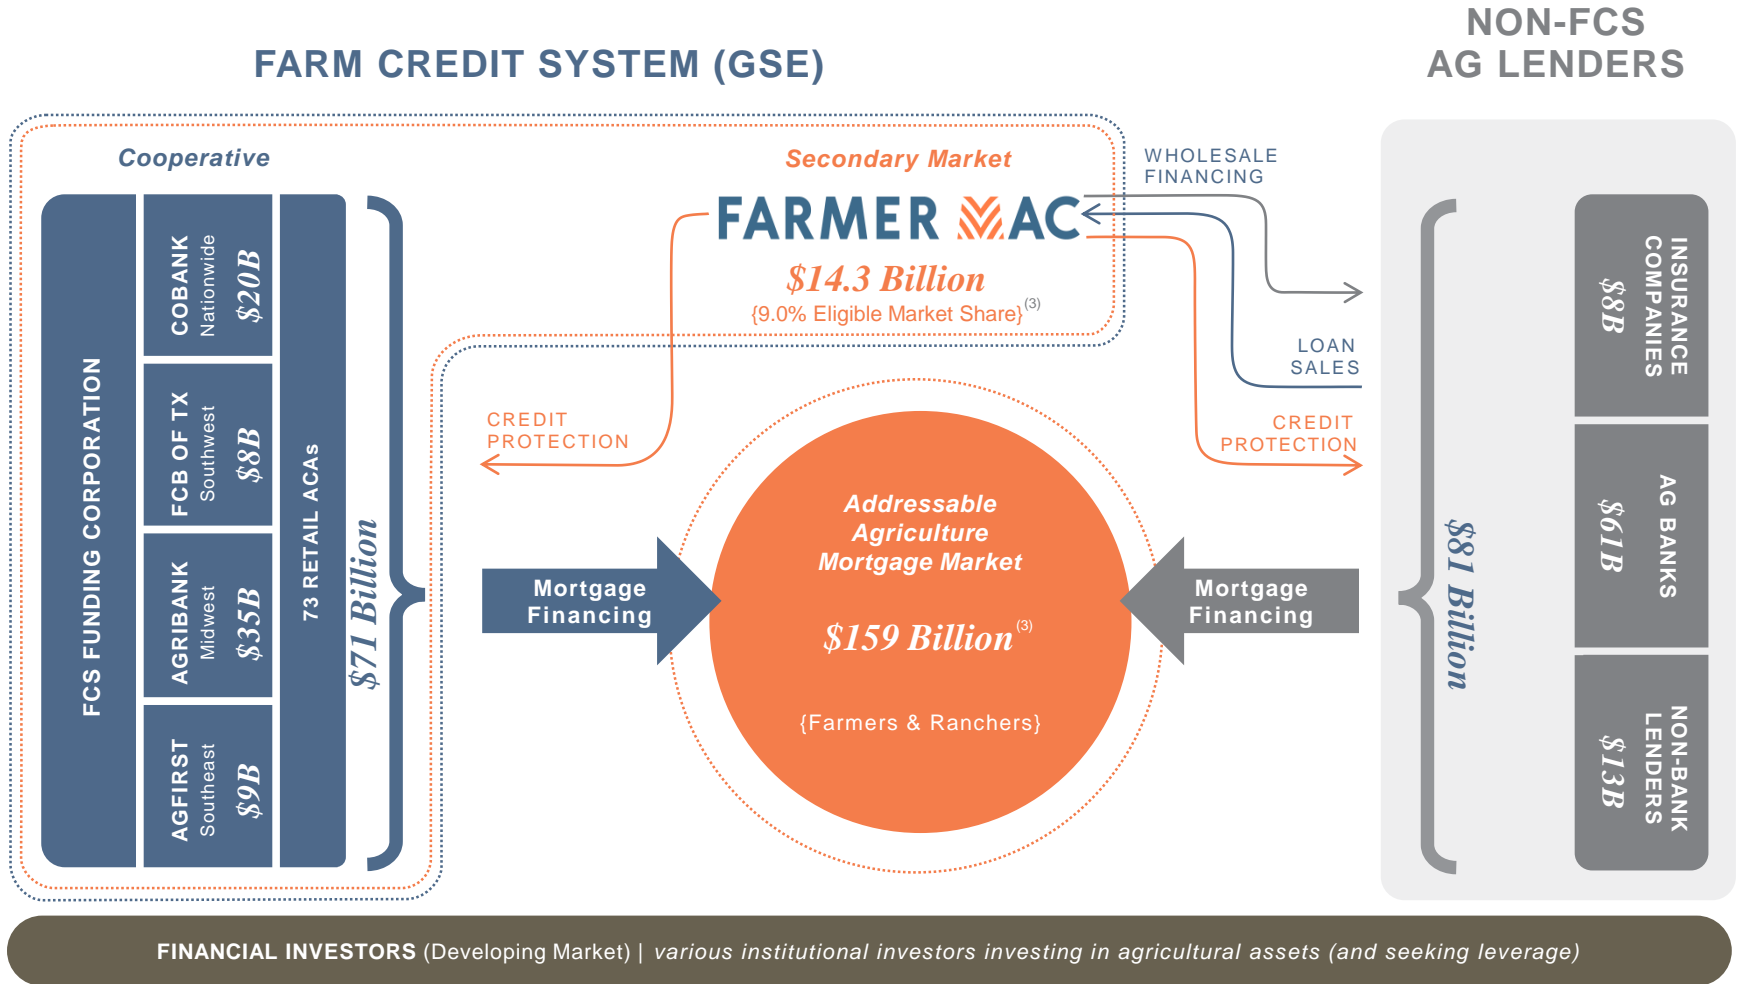 FARM CREDIT SYSTEM (GSE)
NON-FCS
AG LENDERS
Cooperative
FCS FUNDING CORPORATION
COBANK
Nationwide
$20B
FCB OF TX
Southwest
$8B
AGRIBANK
Midwest
$35B
AGFIRST
Southeast
$9B
73 RETAIL ACAs
$71 Billion
Secondary Market
FARMER MAC
$14.3 Billion
{9.0% Eligible Market Share}(3)
WHOLESALE
FINANCING
LOAN
SALES
CREDIT
PROTECTION
CREDIT
PROTECTION
Mortgage
Financing
Addressable
Agriculture
Mortgage Market
$159 Billion(3)
{Farmers & Ranchers}
Mortgage
Financing
$81 Billion
INSURANCE
COMPANIES
$8B
AG BANKS
$61B
NON-BANK
LENDERS
$13B
FINANCIAL INVESTORS (Developing Market) | various institutional investors investing in agricultural assets (and seeking leverage)